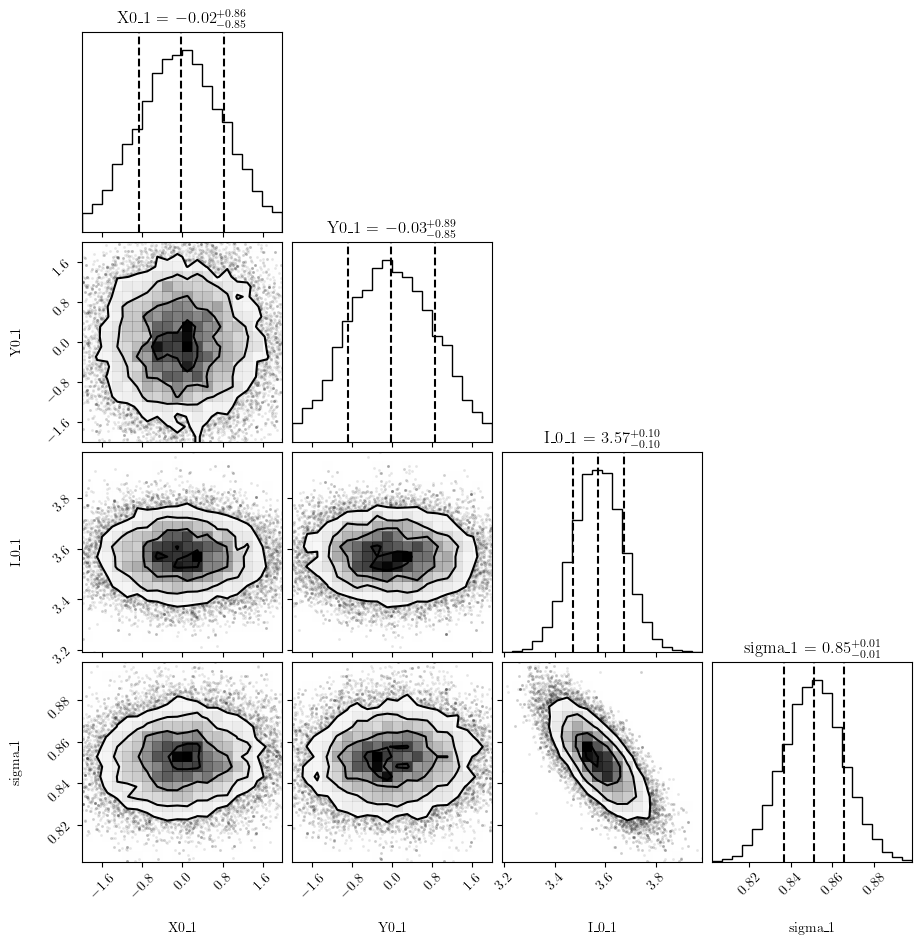 X0_1 = −0.02+0.86−0.85
Y0_1 = −0.03+0.89−0.85
Y0_1
1.6
0.8
0.0
−0.8
−1.6
I_0_1 = 3.57+0.10−0.10
I_0_1
3.8
3.6
3.4
3.2
sigma_1 = 0.85+0.01−0.01
sigma_1
0.88
0.86
0.84
0.82
−1.6 −0.8 0.0 0.8 1.6 −1.6 −0.8 0.0 0.8 1.6 3.2 3.4 3.6 3.8 0.82 0.84 0.86 0.88
X0_1 Y0_1 I_0_1 sigma_1